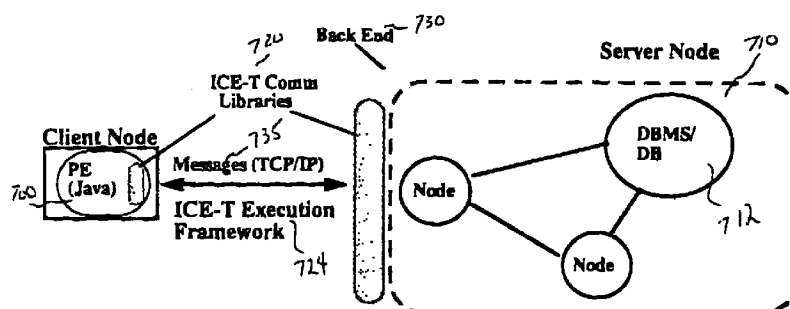 Back End 730
720
Server Node 710
ICE-T Comm
Libraries
Client Node
735
Messages (TCP/IP)
PE
(Java)
700
ICE-T Execution
Framework
724
DBMS/
DB
712
Node
Node